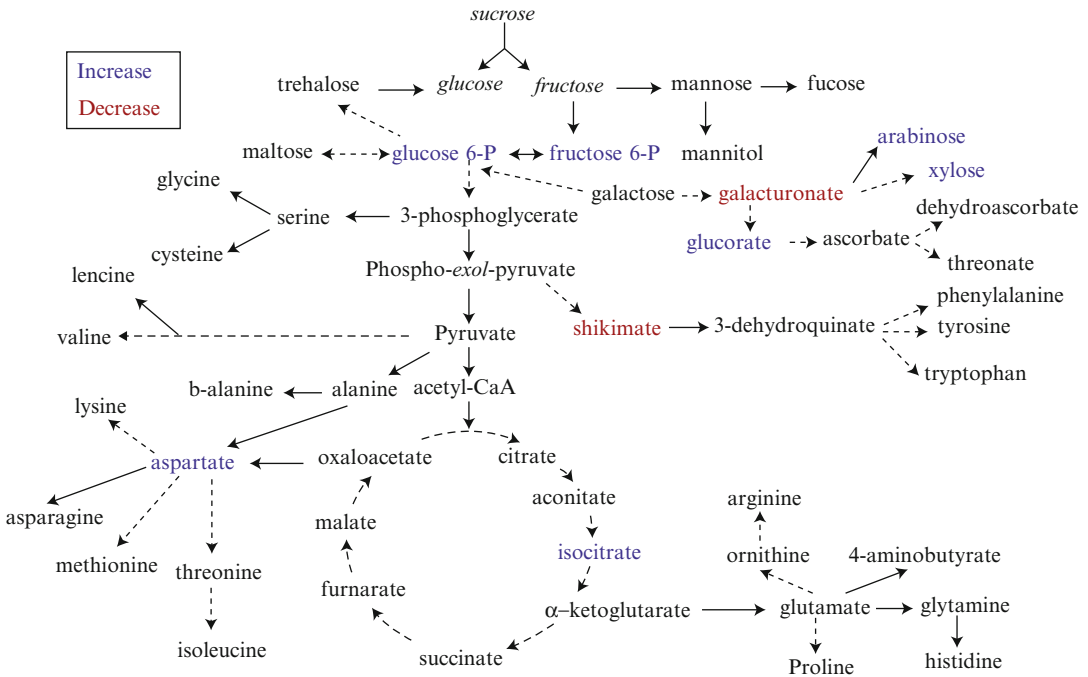 sucrose
Increase
Decrease
trehalose
glucose
fructose
mannose
fucose
maltose
glucose 6-P
fructose 6-P
mannitol
arabinose
xylose
glycine
serine
3-phosphoglycerate
galactose
galacturonate
dehydroascorbate
cysteine
glucorate
ascorbate
threonate
lencine
Phospho-exol-pyruvate
phenylalanine
valine
Pyruvate
shikimate
3-dehydroquinate
tyrosine
tryptophan
b-alanine
alanine
acetyl-CaA
lysine
aspartate
oxaloacetate
citrate
asparagine
aconitate
arginine
malate
methionine
threonine
isocitrate
ornithine
4-aminobutyrate
furnarate
α–ketoglutarate
glutamate
glytamine
isoleucine
succinate
Proline
histidine